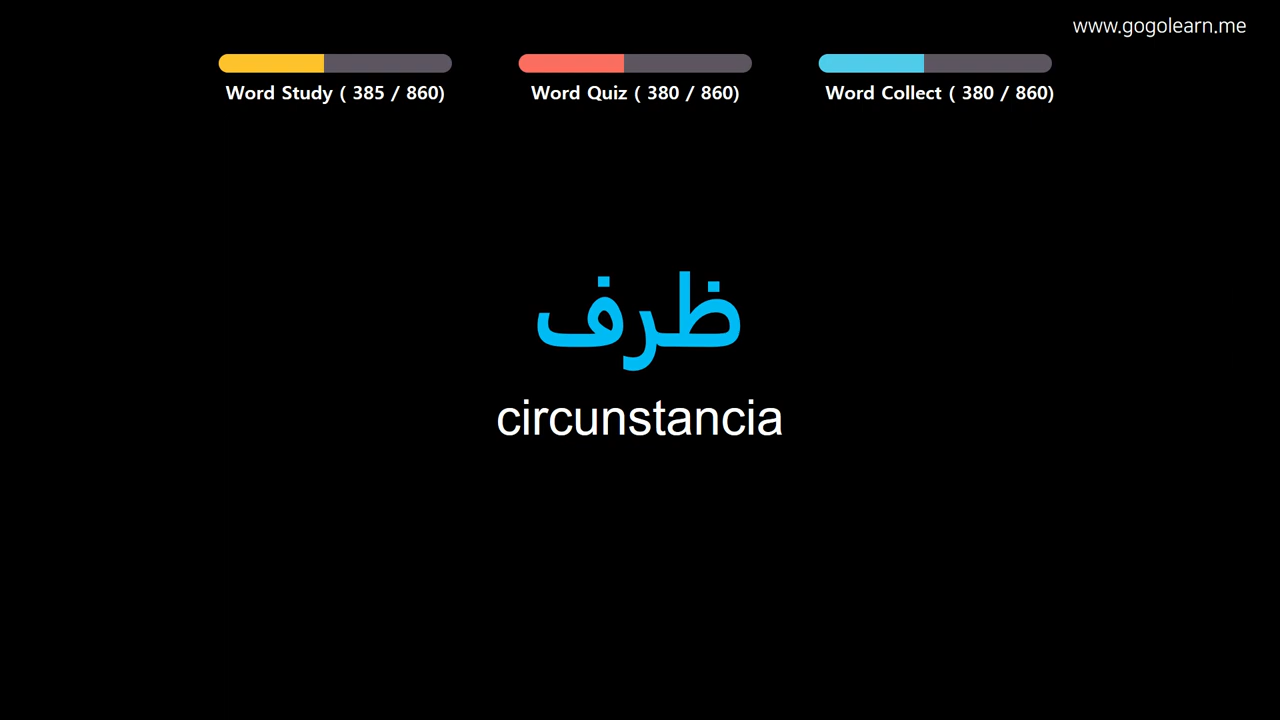 www.gogolearn.me
Word Study ( 385 / 860)
Word Quiz ( 380 / 860)
Word Collect ( 380 / 860)
ظرف
circunstancia